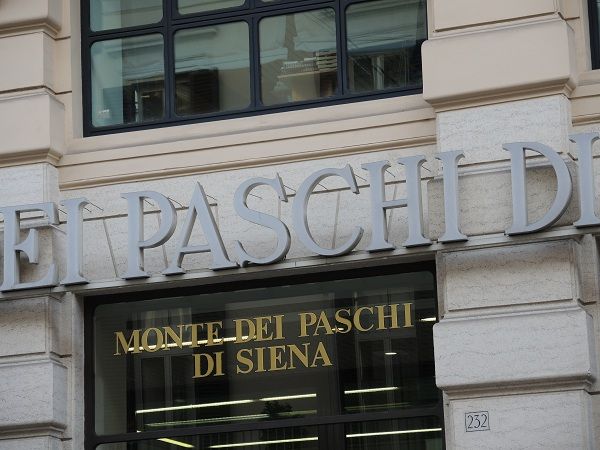 EI PASCHI DI
MONTE DEI PASCHI
DI SIENA
232